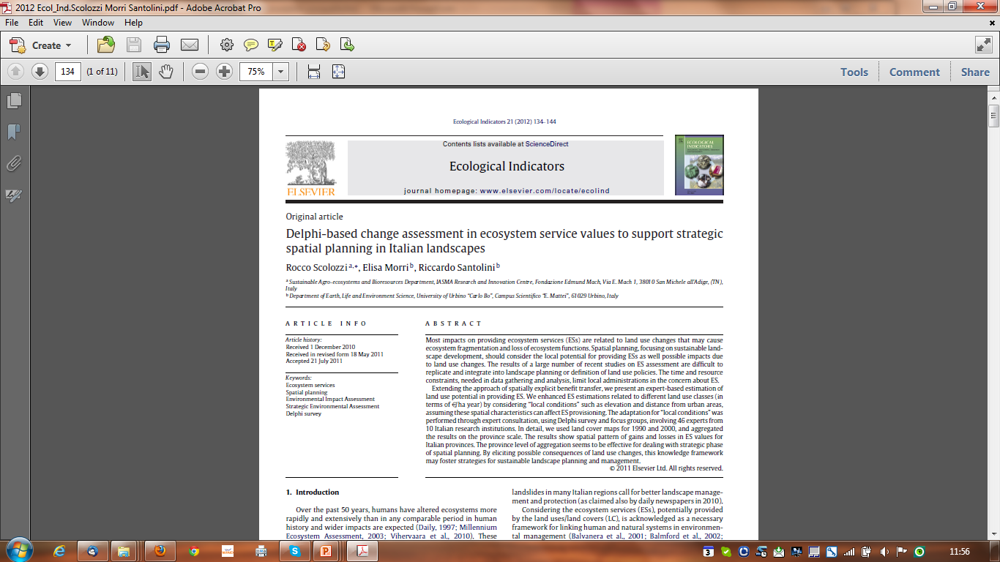 2012 Ecol_Ind.Scolozzi Morri Santolini.pdf - Adobe Acrobat Pro
File Edit View Window Help
Create
134 (1 of 11) 75% Tools Comment Share
Ecological Indicators 21 (2012) 134–144
Contents lists available at ScienceDirect
Ecological Indicators
journal homepage: www.elsevier.com/locate/ecolind
ELSEVIER
ECOLOGICAL
INDICATORS
Original article
Delphi-based change assessment in ecosystem service values to support strategic
spatial planning in Italian landscapes
Rocco Scolozzi a,*, Elisa Morri b, Riccardo Santolini b
a Sustainable Agro-ecosystems and Bioresources Department, IASMA Research and Innovation Centre, Fondazione Edmund Mach, Via E. Mach 1, 38010 San Michele all'Adige, (TN),
Italy
b Department of Earth, Life and Environment Science, University of Urbino "Carlo Bo", Campus Scientifico "E. Mattei", 61029 Urbino, Italy
ARTICLE INFO
Article history:
Received 1 December 2010
Received in revised form 18 May 2011
Accepted 21 July 2011
Keywords:
Ecosystem services
Spatial planning
Environmental Impact Assessment
Strategic Environmental Assessment
Delphi survey
ABSTRACT
Most impacts on providing ecosystem services (ESs) are related to land use changes that may cause
ecosystem fragmentation and loss of ecosystem functions. Spatial planning, focusing on sustainable land-
scape development, should consider the local potential for providing ESs as well possible impacts due
to land use changes. The results of a large number of recent studies on ES assessment are difficult to
replicate and integrate into landscape planning or definition of land use policies. The time and resource
constraints, needed in data gathering and analysis, limit local administrations in the concern about ES.
Extending the approach of spatially explicit benefit transfer, we present an expert-based estimation of
land use potential in providing ES. We enhanced ES estimations related to different land use classes (in
terms of €/ha year) by considering "local conditions" such as elevation and distance from urban areas,
assuming these spatial characteristics can affect ES provisioning. The adaptation for "local conditions" was
performed through expert consultation, using Delphi survey and focus groups, involving 46 experts from
10 Italian research institutions. In detail, we used land cover maps for 1990 and 2000, and aggregated
the results on the province scale. The results show spatial pattern of gains and losses in ES values for
Italian provinces. The province level of aggregation seems to be effective for dealing with strategic phase
of spatial planning. By eliciting possible consequences of land use changes, this knowledge framework
may foster strategies for sustainable landscape planning and management.
© 2011 Elsevier Ltd. All rights reserved.
1. Introduction
Over the past 50 years, humans have altered ecosystems more
rapidly and extensively than in any comparable period in human
history and wider impacts are expected (Daily, 1997; Millennium
Ecosystem Assessment, 2003; Vihervaara et al., 2010). These
landslides in many Italian regions call for better landscape manage-
ment and protection (as claimed also by daily newspapers in 2010).
Considering the ecosystem services (ESs), potentially provided
by the land uses/land covers (LC), is acknowledged as a necessary
framework for linking human and natural systems in environmen-
tal management (Balvanera et al., 2001; Balmford et al., 2002;
11:56